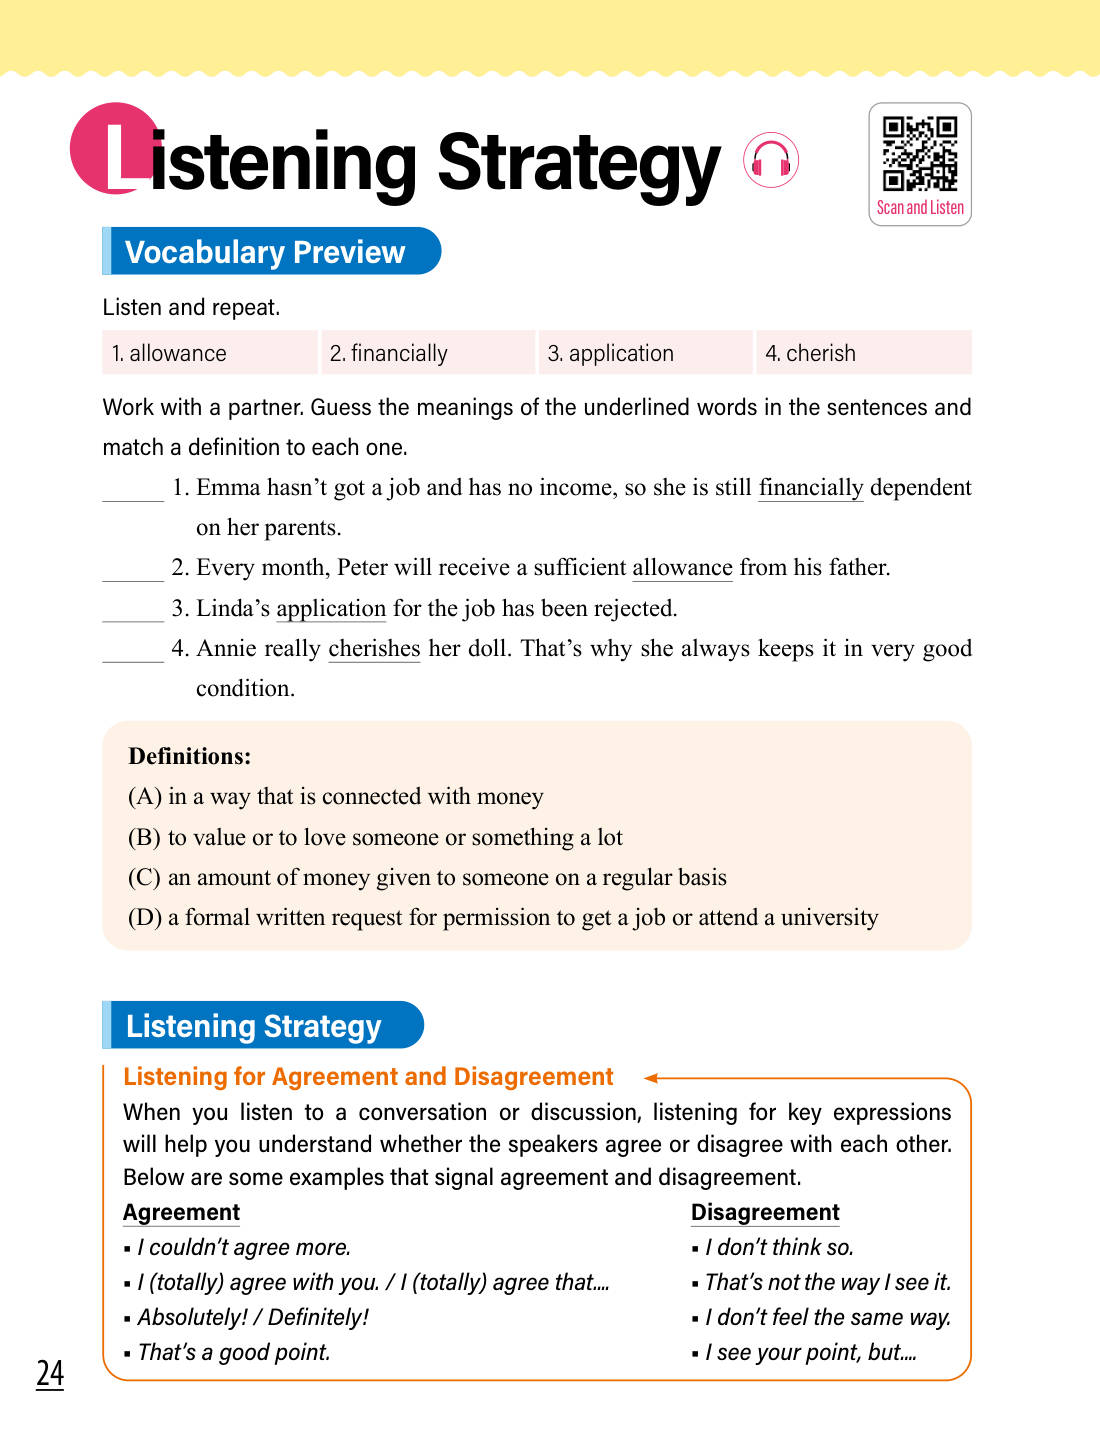 Listening Strategy
Scan and Listen
Vocabulary Preview
Listen and repeat.
1. allowance
2. financially
3. application
4. cherish
Work with a partner. Guess the meanings of the underlined words in the sentences and
match a definition to each one.
______ 1. Emma hasn't got a job and has no income, so she is still financially dependent
on her parents.
______ 2. Every month, Peter will receive a sufficient allowance from his father.
______ 3. Linda's application for the job has been rejected.
______ 4. Annie really cherishes her doll. That's why she always keeps it in very good
condition.
Definitions:
(A) in a way that is connected with money
(B) to value or to love someone or something a lot
(C) an amount of money given to someone on a regular basis
(D) a formal written request for permission to get a job or attend a university
Listening Strategy
Listening for Agreement and Disagreement
When you listen to a conversation or discussion, listening for key expressions
will help you understand whether the speakers agree or disagree with each other.
Below are some examples that signal agreement and disagreement.
Agreement
▪ I couldn't agree more.
▪ I (totally) agree with you. / I (totally) agree that....
▪ Absolutely! / Definitely!
▪ That's a good point.
Disagreement
▪ I don't think so.
▪ That's not the way I see it.
▪ I don't feel the same way.
▪ I see your point, but....
24